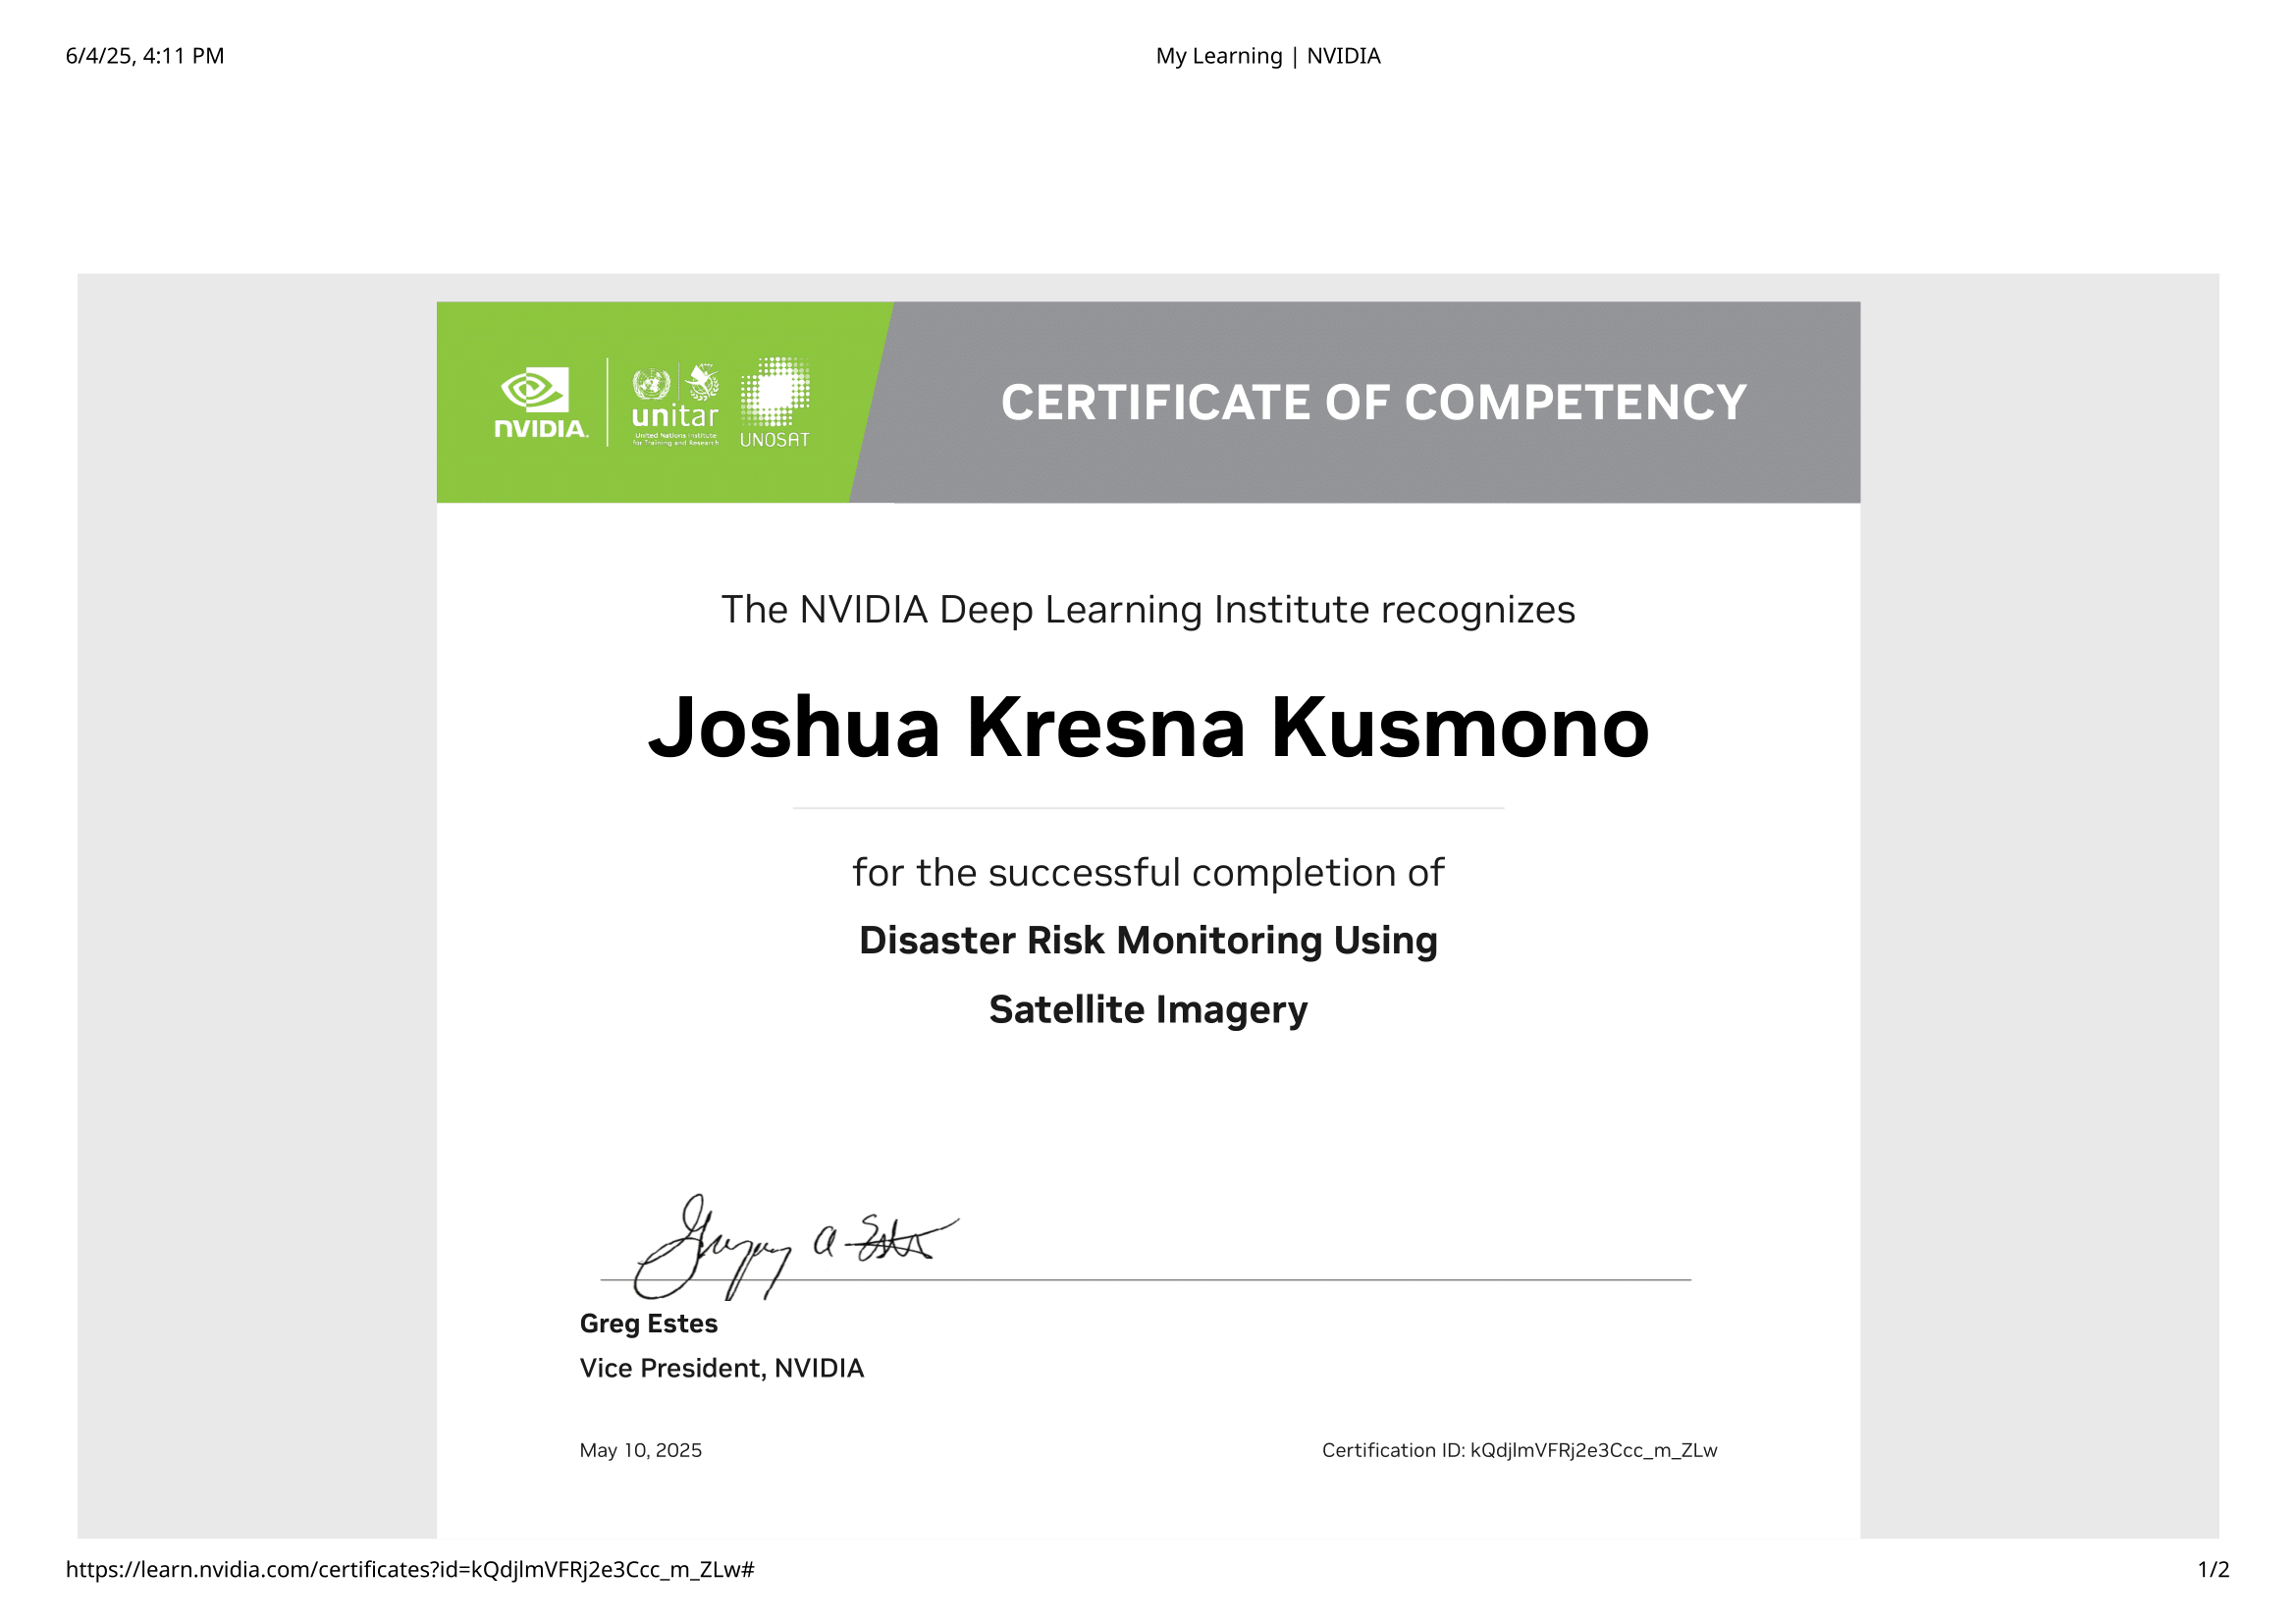 6/4/25, 4:11 PM
My Learning | NVIDIA
NVIDIA.
unitar
United Nations Institute
for Training and Research
UNOSAT
CERTIFICATE OF COMPETENCY
The NVIDIA Deep Learning Institute recognizes
Joshua Kresna Kusmono
for the successful completion of
Disaster Risk Monitoring Using
Satellite Imagery
Greg Estes
Vice President, NVIDIA
May 10, 2025
Certification ID: kQdjlmVFRj2e3Ccc_m_ZLw
https://learn.nvidia.com/certificates?id=kQdjlmVFRj2e3Ccc_m_ZLw#
1/2